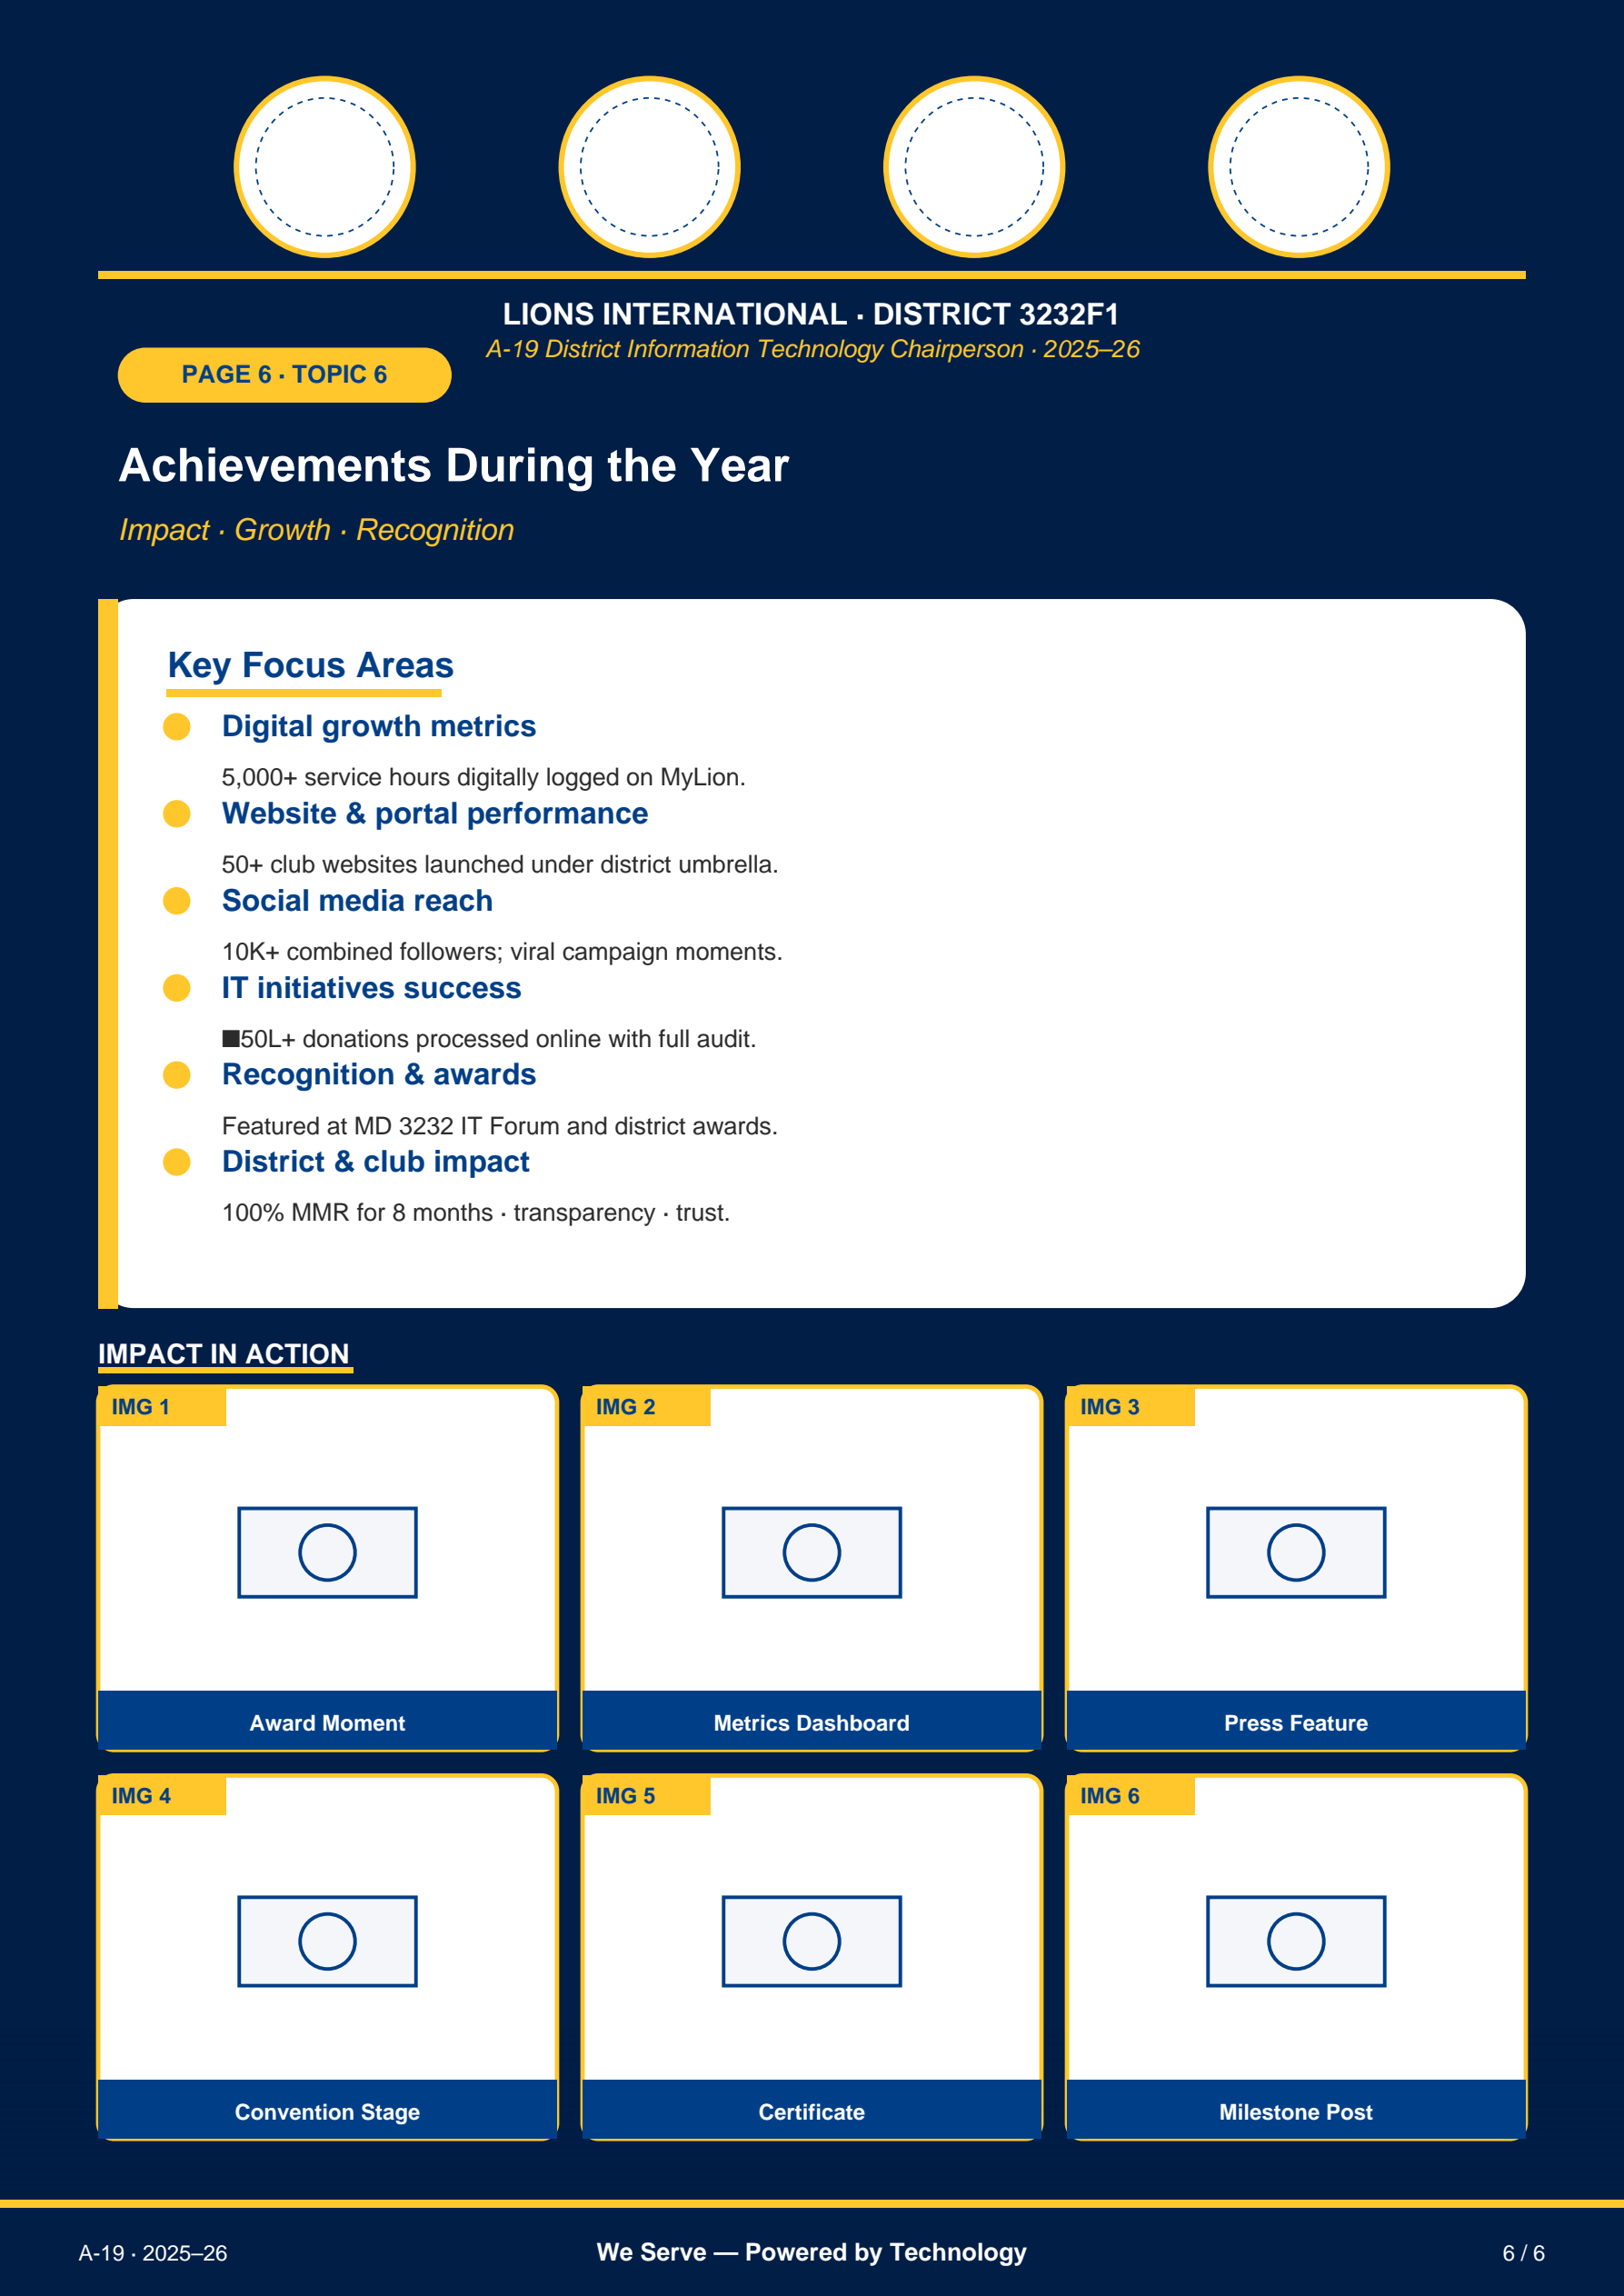 LIONS INTERNATIONAL · DISTRICT 3232F1
A-19 District Information Technology Chairperson · 2025–26
PAGE 6 · TOPIC 6
Achievements During the Year
Impact · Growth · Recognition
Key Focus Areas
Digital growth metrics
5,000+ service hours digitally logged on MyLion.
Website & portal performance
50+ club websites launched under district umbrella.
Social media reach
10K+ combined followers; viral campaign moments.
IT initiatives success
■50L+ donations processed online with full audit.
Recognition & awards
Featured at MD 3232 IT Forum and district awards.
District & club impact
100% MMR for 8 months · transparency · trust.
IMPACT IN ACTION
IMG 1
IMG 2
IMG 3
Award Moment
Metrics Dashboard
Press Feature
IMG 4
IMG 5
IMG 6
Convention Stage
Certificate
Milestone Post
A-19 · 2025–26
We Serve — Powered by Technology
6 / 6